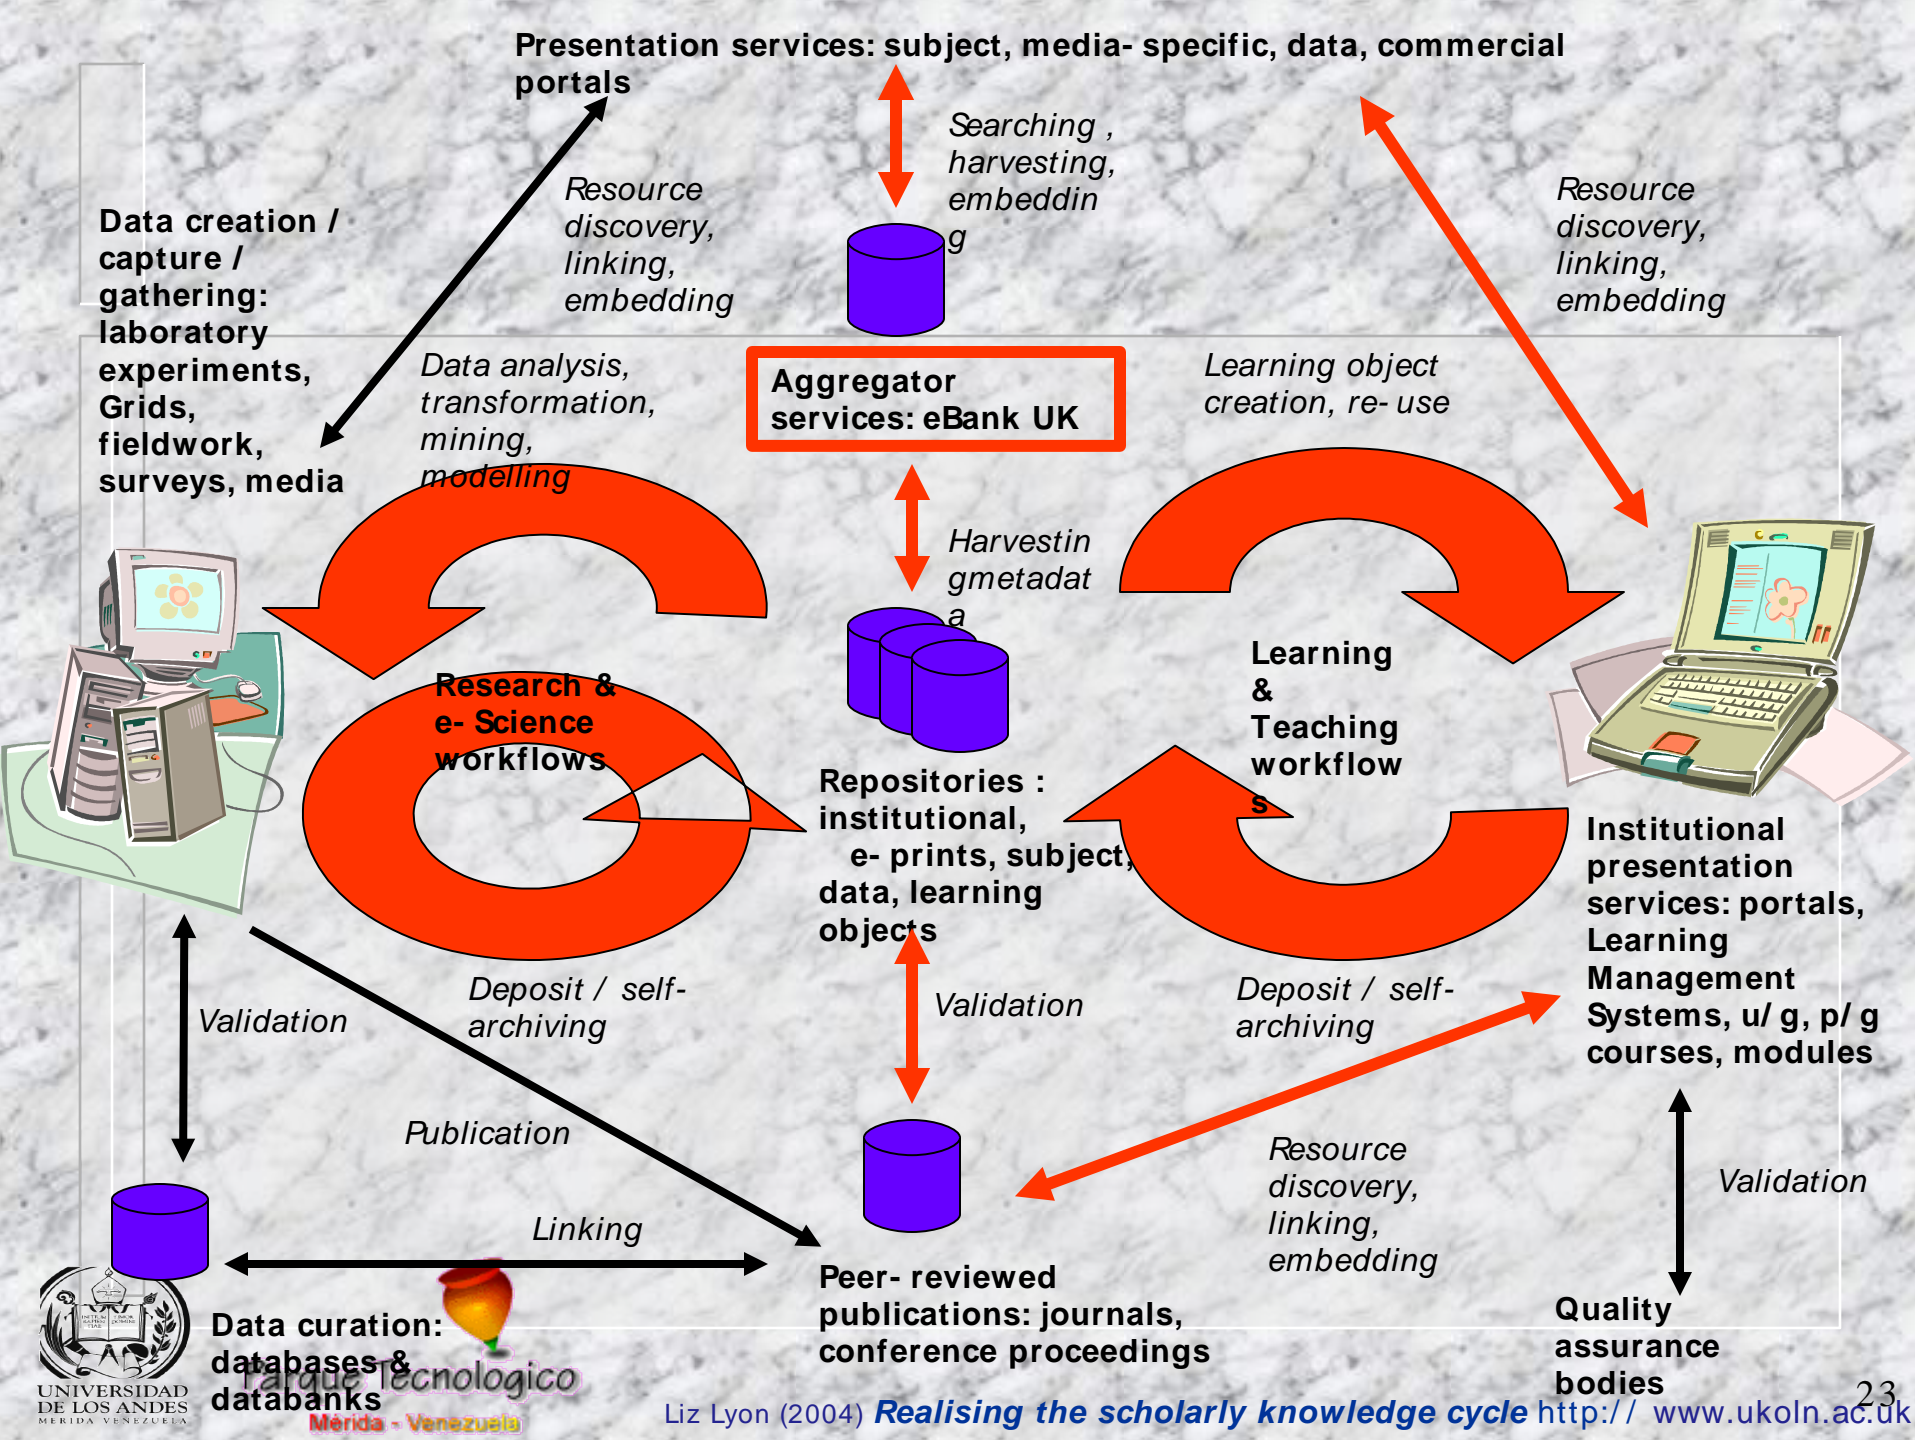 Presentation services: subject, media- specific, data, commercial
portals
Searching ,
harvesting,
embeddin
g
Resource
discovery,
linking,
embedding
Resource
discovery,
linking,
embedding
Data creation /
capture /
gathering:
laboratory
experiments,
Grids,
fieldwork,
surveys, media
Data analysis,
transformation,
mining,
modelling
Aggregator
services: eBank UK
Learning object
creation, re- use
Harvestin
gmetadat
a
Research &
e- Science
workflows
Learning
&
Teaching
workflow
s
Repositories :
institutional,
e- prints, subject,
data, learning
objects
Institutional
presentation
services: portals,
Learning
Management
Systems, u/ g, p/ g
courses, modules
Deposit / self-
archiving
Validation
Deposit / self-
archiving
Validation
Publication
Linking
Resource
discovery,
linking,
embedding
Validation
Peer- reviewed
publications: journals,
conference proceedings
Data curation:
databases &
databanks
Quality
assurance
bodies
UNIVERSIDAD
DE LOS ANDES
MERIDA VENEZUELA
Parque Tecnológico
Mérida - Venezuela
Liz Lyon (2004) Realising the scholarly knowledge cycle http:// www.ukoln.ac.uk
23